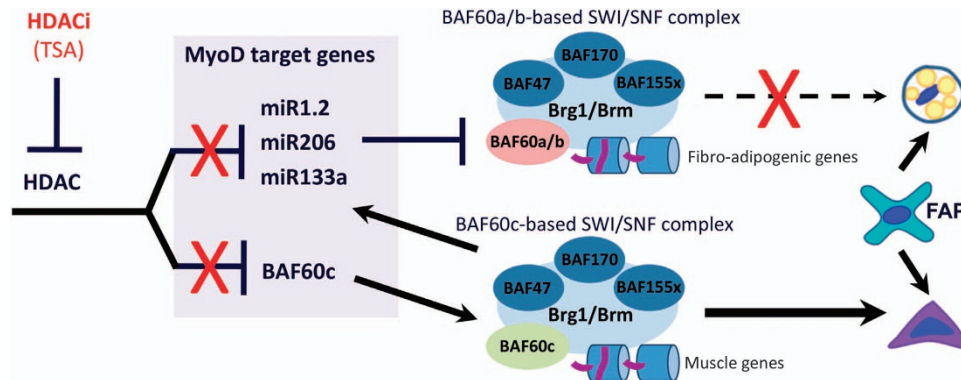 HDACi
(TSA)
HDAC
MyoD target genes
miR1.2
miR206
miR133a
BAF60c
BAF60a/b-based SWI/SNF complex
BAF170
BAF47
BAF155x
Brg1/Brm
BAF60a/b
Fibro-adipogenic genes
BAF60c-based SWI/SNF complex
BAF170
BAF47
BAF155x
Brg1/Brm
BAF60c
Muscle genes
FAP